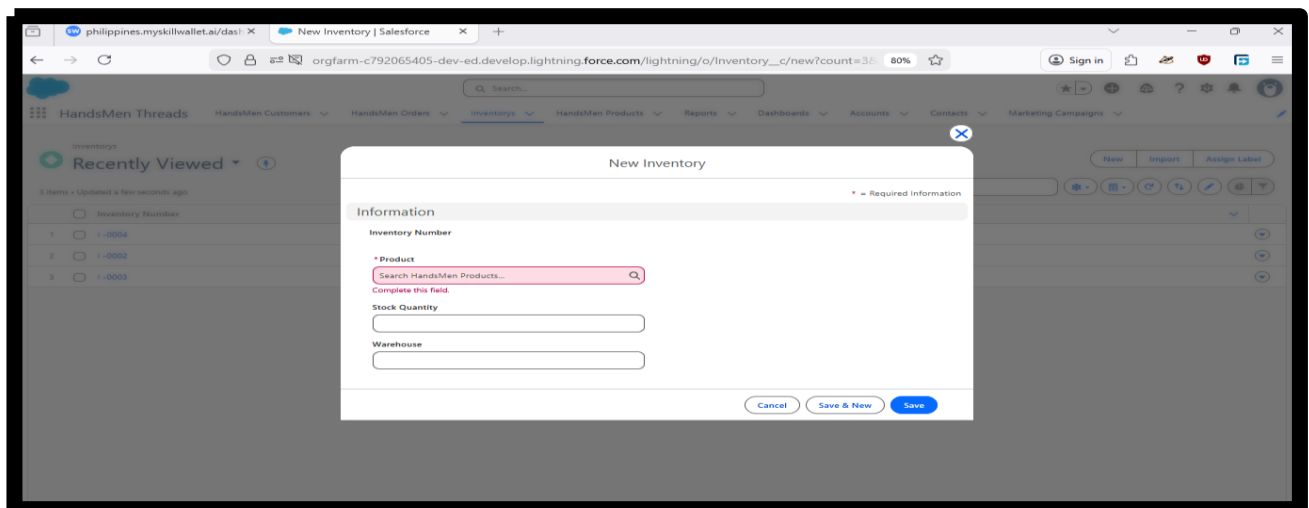 philippines.myskillwallet.ai/dash
New Inventory | Salesforce
orgfarm-c792065405-dev-ed.develop.lightning.force.com/lightning/o/Inventory__c/new?count=3& 80% Sign in
Search...
HandsMen Threads HandsMen Customers HandsMen Orders Inventorys HandsMen Products Reports Dashboards Accounts Contacts Marketing Campaigns
Inventorys
Recently Viewed
New Import Assign Label
3 items • Updated a few seconds ago
Inventory Number
1 I -0004
2 I -0002
3 I -0003
New Inventory
* = Required Information
Information
Inventory Number
*Product
Search HandsMen Products...
Complete this field.
Stock Quantity
Warehouse
Cancel Save & New Save